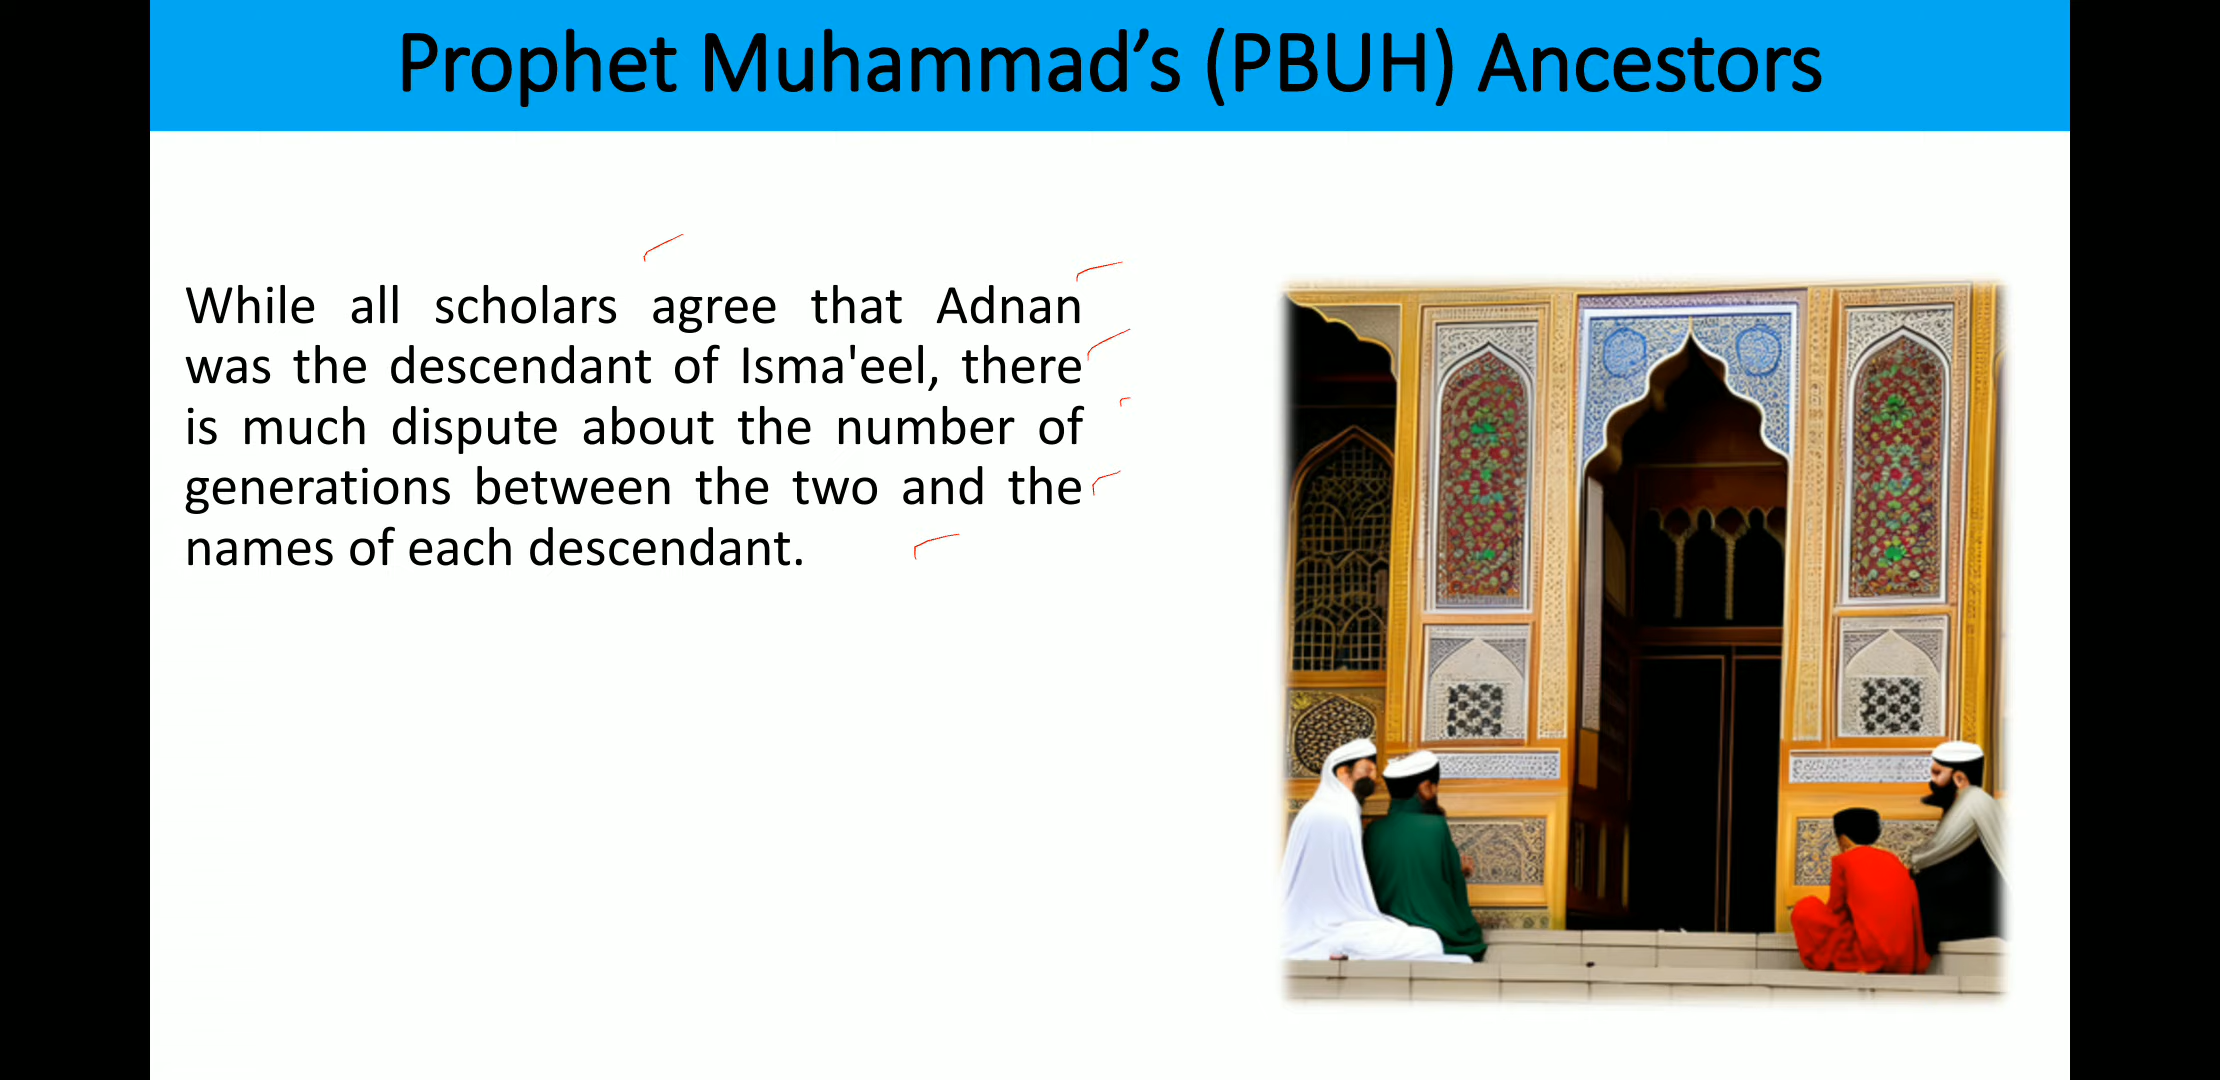 Prophet Muhammad’s (PBUH) Ancestors
While all scholars agree that Adnan
was the descendant of Isma'eel, there
is much dispute about the number of
generations between the two and the
names of each descendant.